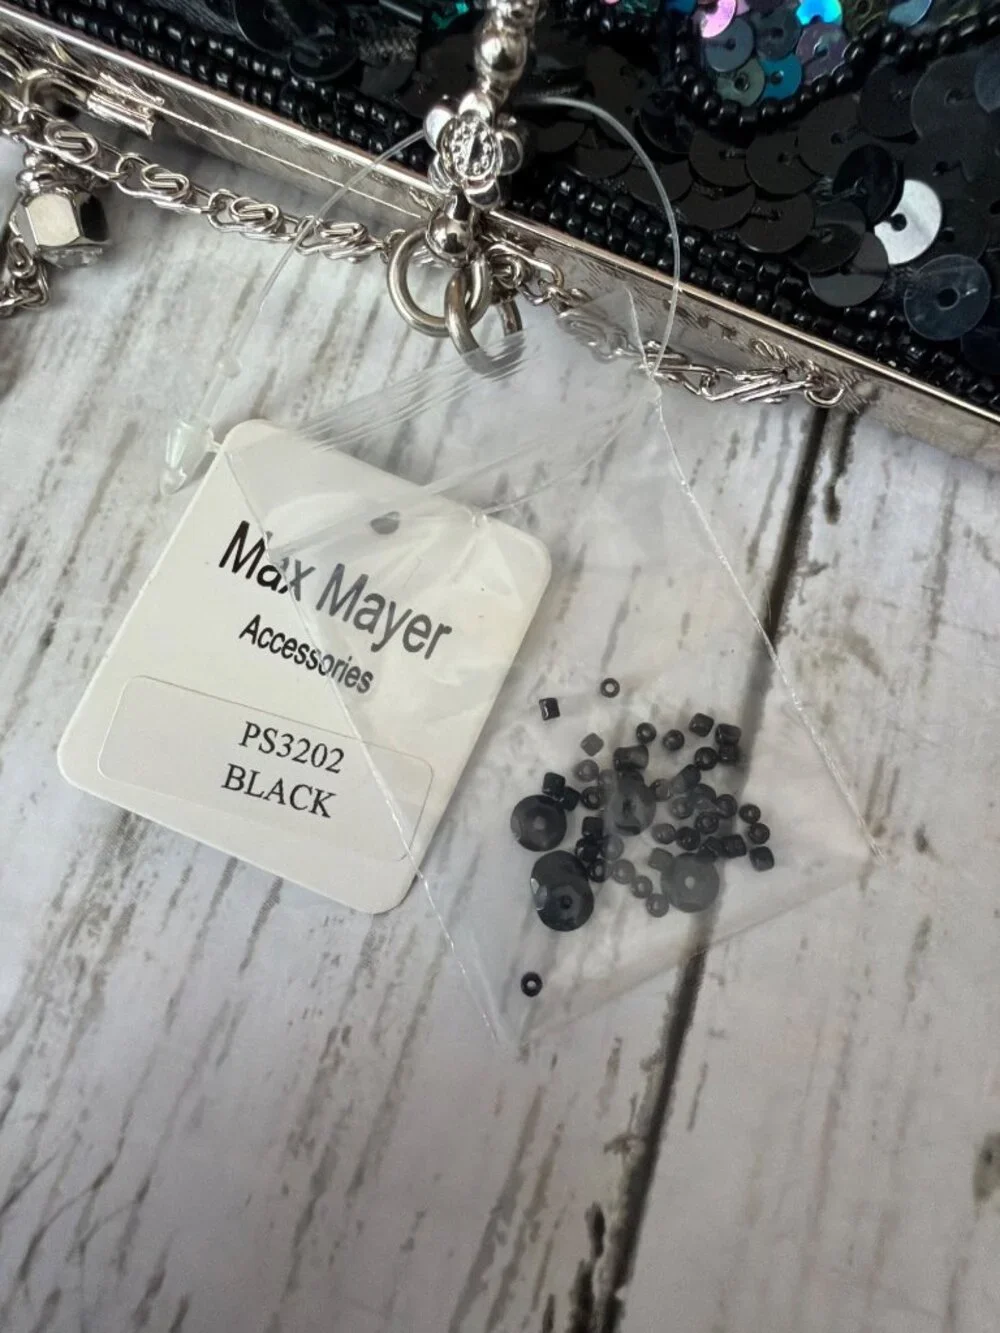 Max Mayer
Accessories
PS3202
BLACK